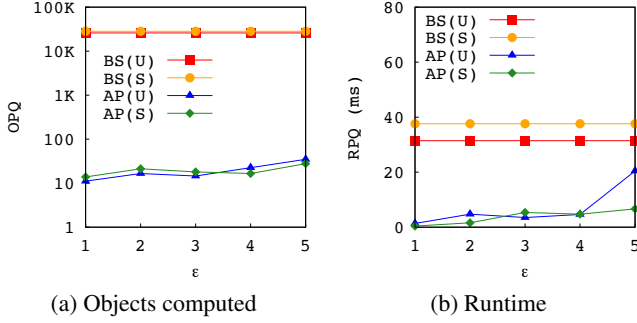 100K
10K
1K
100
10
1
OPQ
BS(U)
BS(S)
AP(U)
AP(S)
1 2 3 4 5
ε
(a) Objects computed
80
60
40
20
0
RPQ (ms)
BS(U)
BS(S)
AP(U)
AP(S)
1 2 3 4 5
ε
(b) Runtime